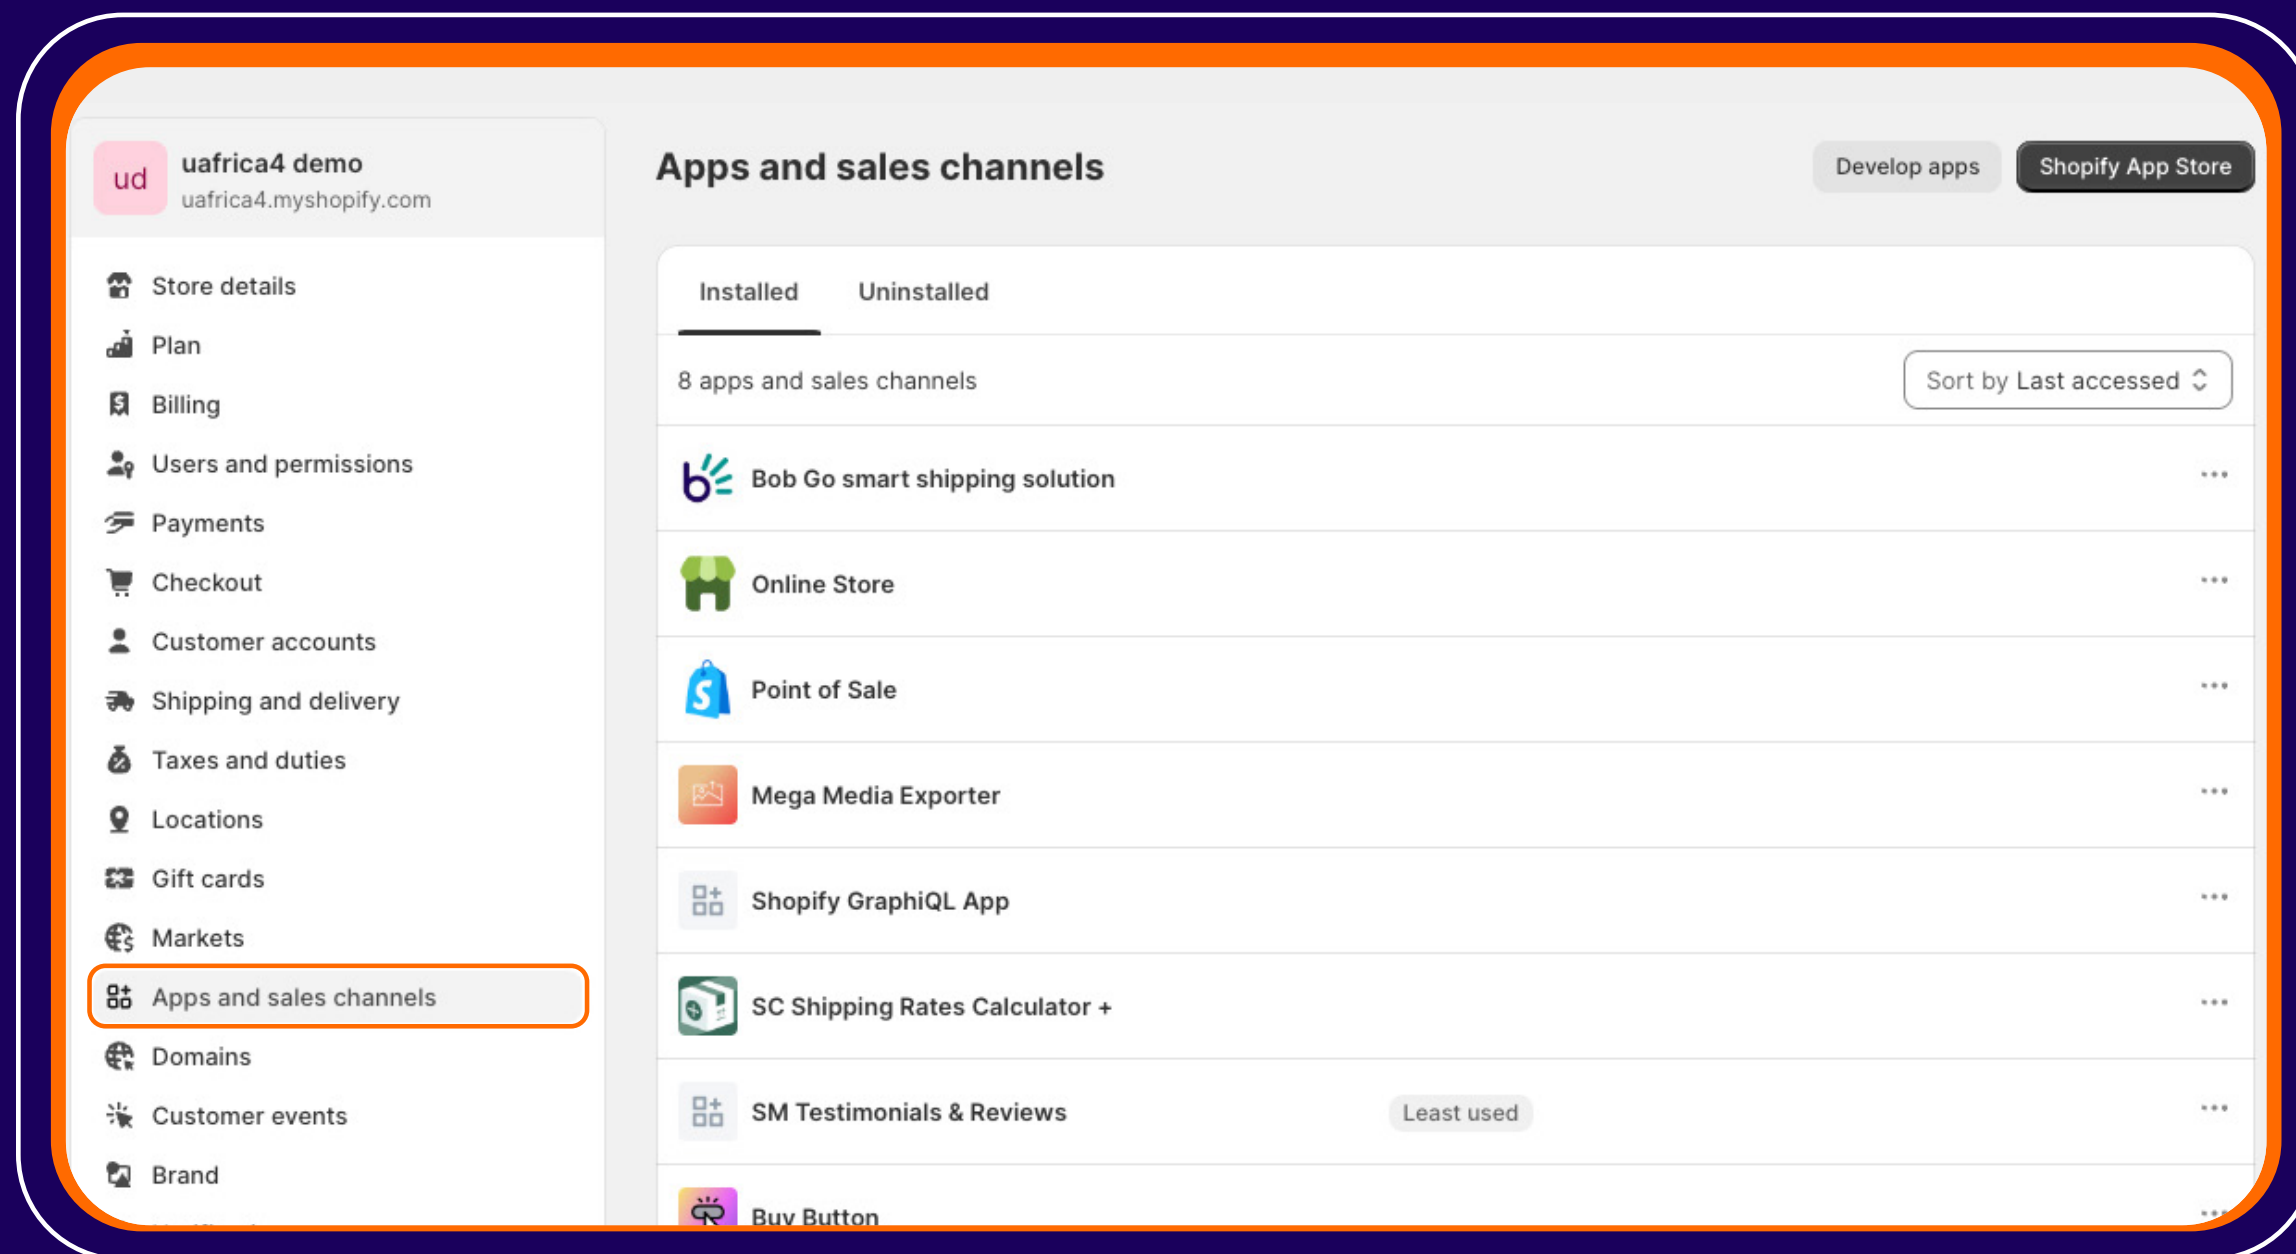 ud
uafrica4 demo
uafrica4.myshopify.com
Store details
Plan
Billing
Users and permissions
Payments
Checkout
Customer accounts
Shipping and delivery
Taxes and duties
Locations
Gift cards
Markets
Apps and sales channels
Domains
Customer events
Brand
Apps and sales channels
Develop apps
Shopify App Store
Installed Uninstalled
8 apps and sales channels
Sort by Last accessed
Bob Go smart shipping solution
Online Store
Point of Sale
Mega Media Exporter
Shopify GraphiQL App
SC Shipping Rates Calculator +
SM Testimonials & Reviews Least used
Buy Button